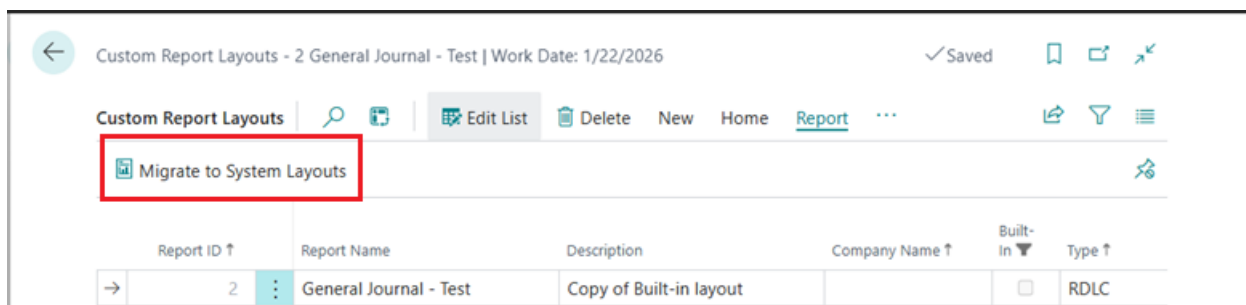 Custom Report Layouts - 2 General Journal - Test | Work Date: 1/22/2026 ✓Saved
Custom Report Layouts Edit List Delete New Home Report ...
Migrate to System Layouts
Report ID ↑ Report Name Description Company Name ↑ Built-In Type ↑
→ 2 General Journal - Test Copy of Built-in layout RDLC